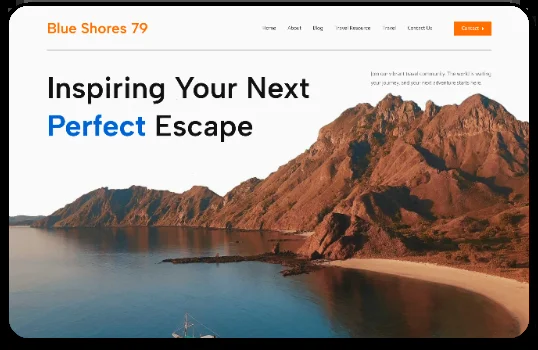 Blue Shores 79
Home About Blog Travel Resource Travel Contact Us Contact
Inspiring Your Next
Perfect Escape
Join our vibrant travel community. The world is waiting
your journey, and your next adventure starts here.